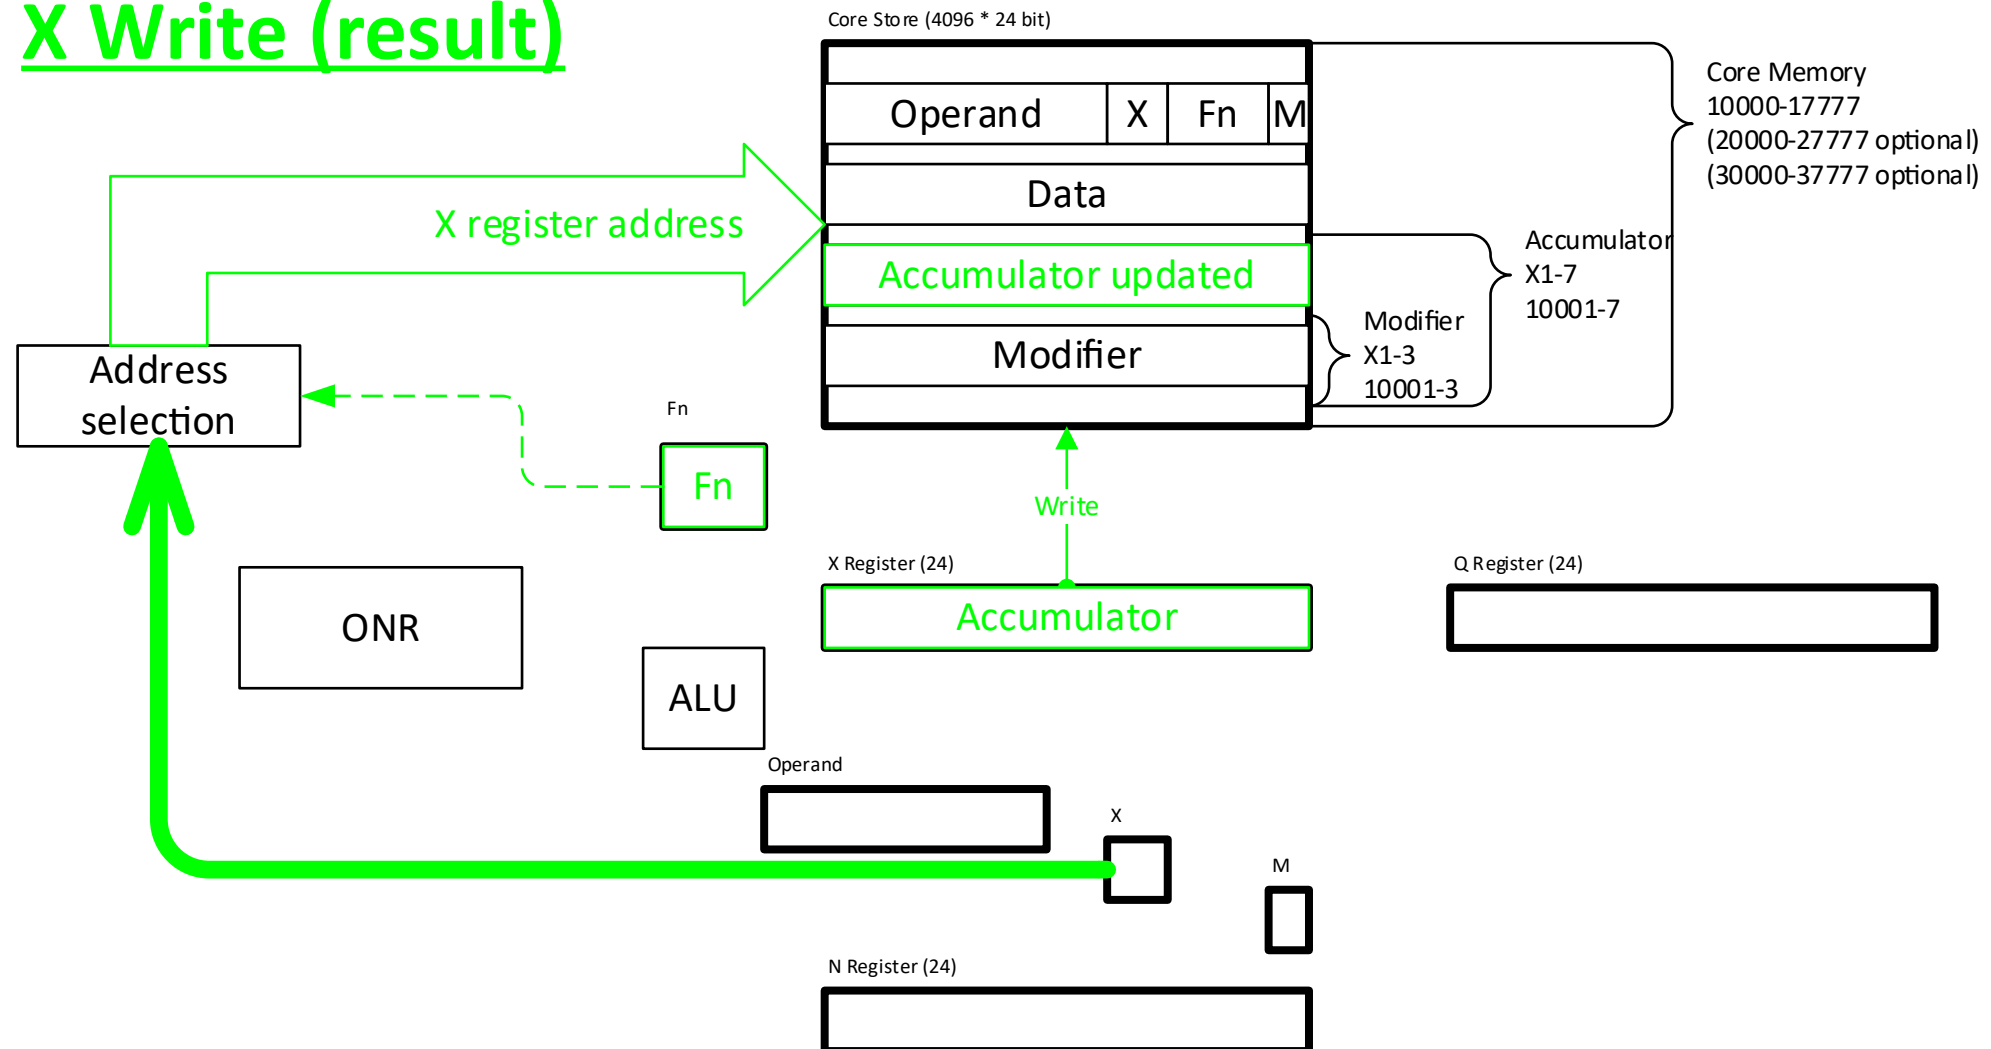 X Write (result)
Core Store (4096 * 24 bit)
Operand X Fn M
Core Memory
10000-17777
(20000-27777 optional)
(30000-37777 optional)
Data
X register address
Accumulator
X1-7
10001-7
Accumulator updated
Modifier
X1-3
10001-3
Modifier
Address
selection
Fn
Fn
Write
X Register (24)
Q Register (24)
Accumulator
ONR
ALU
Operand
X
M
N Register (24)